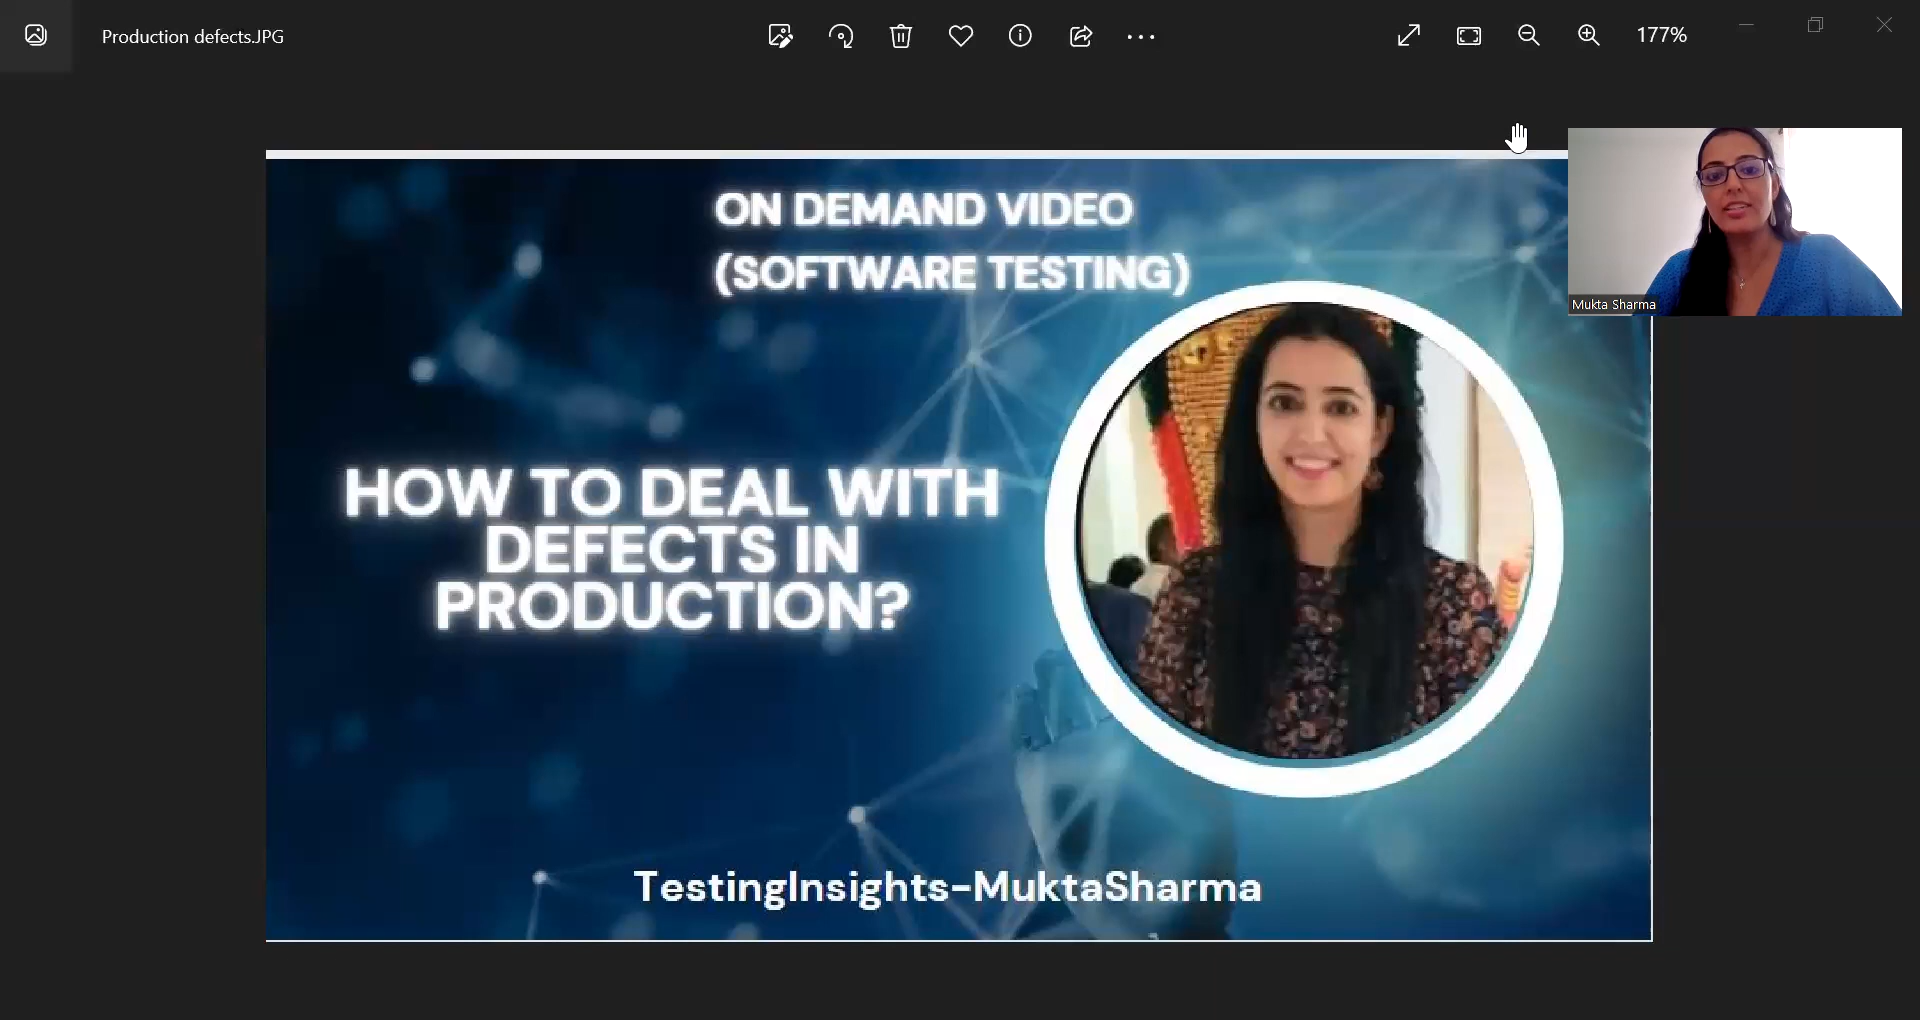 Production defects.JPG
177%
ON DEMAND VIDEO
(SOFTWARE TESTING)
Mukta Sharma
HOW TO DEAL WITH
DEFECTS IN
PRODUCTION?
TestingInsights-MuktaSharma